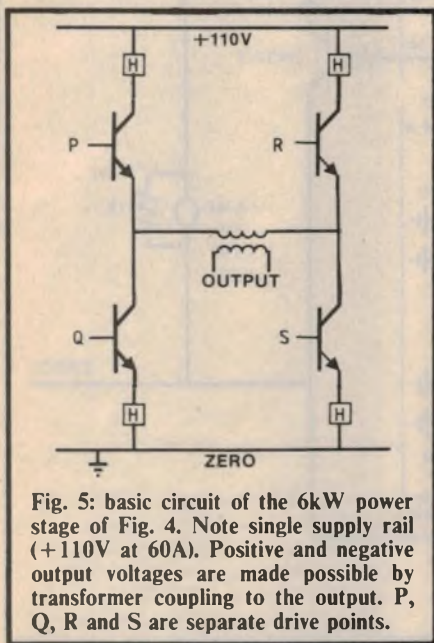 +110V
H
H
P
R
OUTPUT
Q
S
H
H
ZERO
Fig. 5: basic circuit of the 6kW power
stage of Fig. 4. Note single supply rail
(+110V at 60A). Positive and negative
output voltages are made possible by
transformer coupling to the output. P,
Q, R and S are separate drive points.